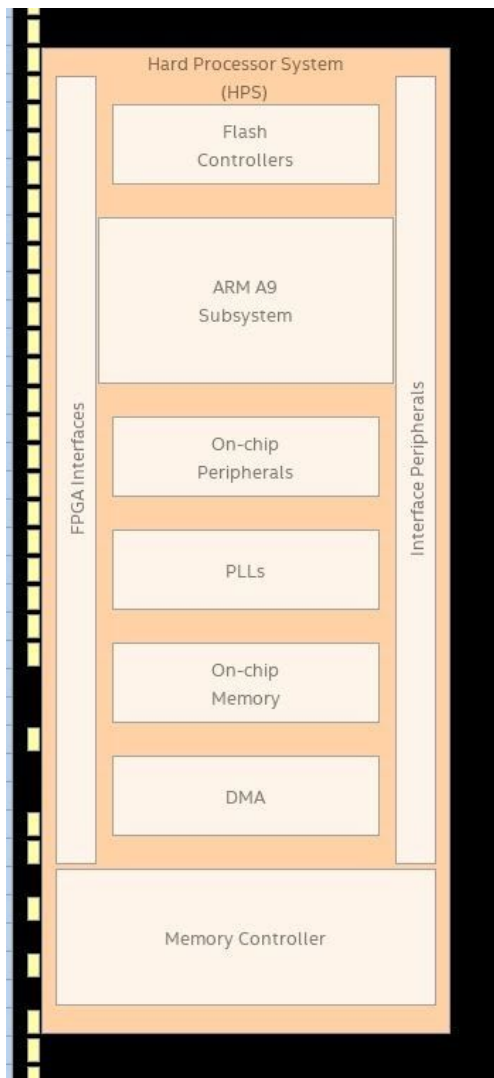 Hard Processor System
(HPS)
Flash
Controllers
ARM A9
Subsystem
FPGA Interfaces
Interface Peripherals
On-chip
Peripherals
PLLs
On-chip
Memory
DMA
Memory Controller